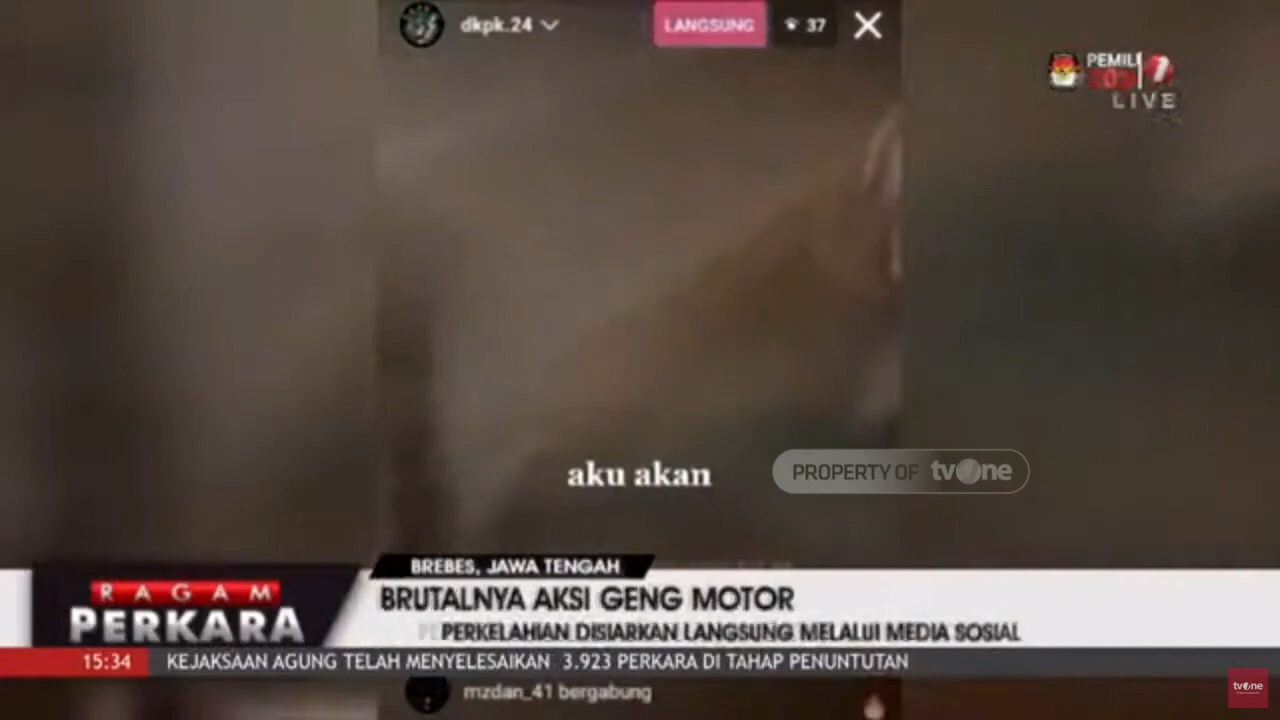 dkpk.24
LANGSUNG
37
PEMILU
LIVE
aku akan
PROPERTY OF tvOne
BREBES, JAWA TENGAH
RAGAM
PERKARA
BRUTALNYA AKSI GENG MOTOR
PERKELAHIAN DISIARKAN LANGSUNG MELALUI MEDIA SOSIAL
15:34 KEJAKSAAN AGUNG TELAH MENYELESAIKAN 3.923 PERKARA DI TAHAP PENUNTUTAN
mzdan_41 bergabung
tvOne